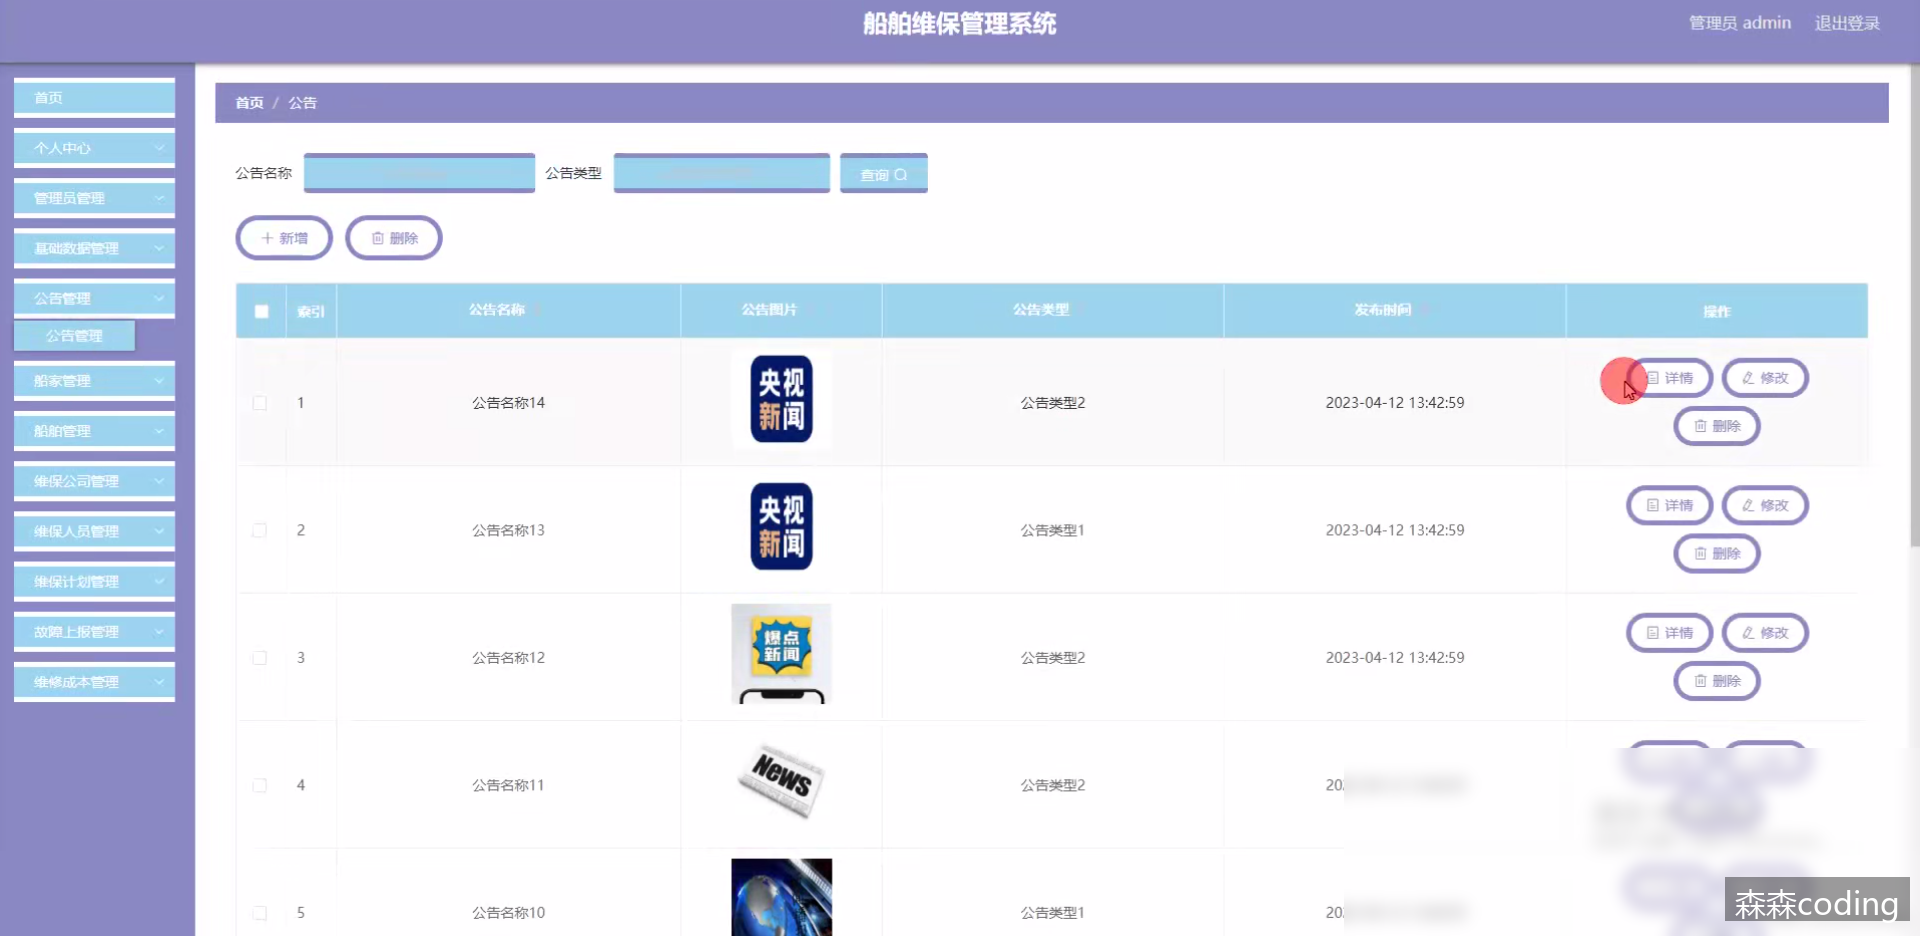 船舶维保管理系统
管理员 admin
退出登录
首页
个人中心
管理员管理
基础数据管理
公告管理
公告管理
船家管理
船舶管理
维保公司管理
维保人员管理
维保计划管理
故障上报管理
维修成本管理
首页 / 公告
公告名称
公告类型
查询
新增
删除
索引 公告名称 公告图片 公告类型 发布时间 操作
1 公告名称14 央视新闻 公告类型2 2023-04-12 13:42:59 详情 修改
删除
2 公告名称13 央视新闻 公告类型1 2023-04-12 13:42:59 详情 修改
删除
3 公告名称12 爆点新闻 公告类型2 2023-04-12 13:42:59 详情 修改
删除
4 公告名称11 News 公告类型2 20
5 公告名称10 公告类型1 20
森森coding